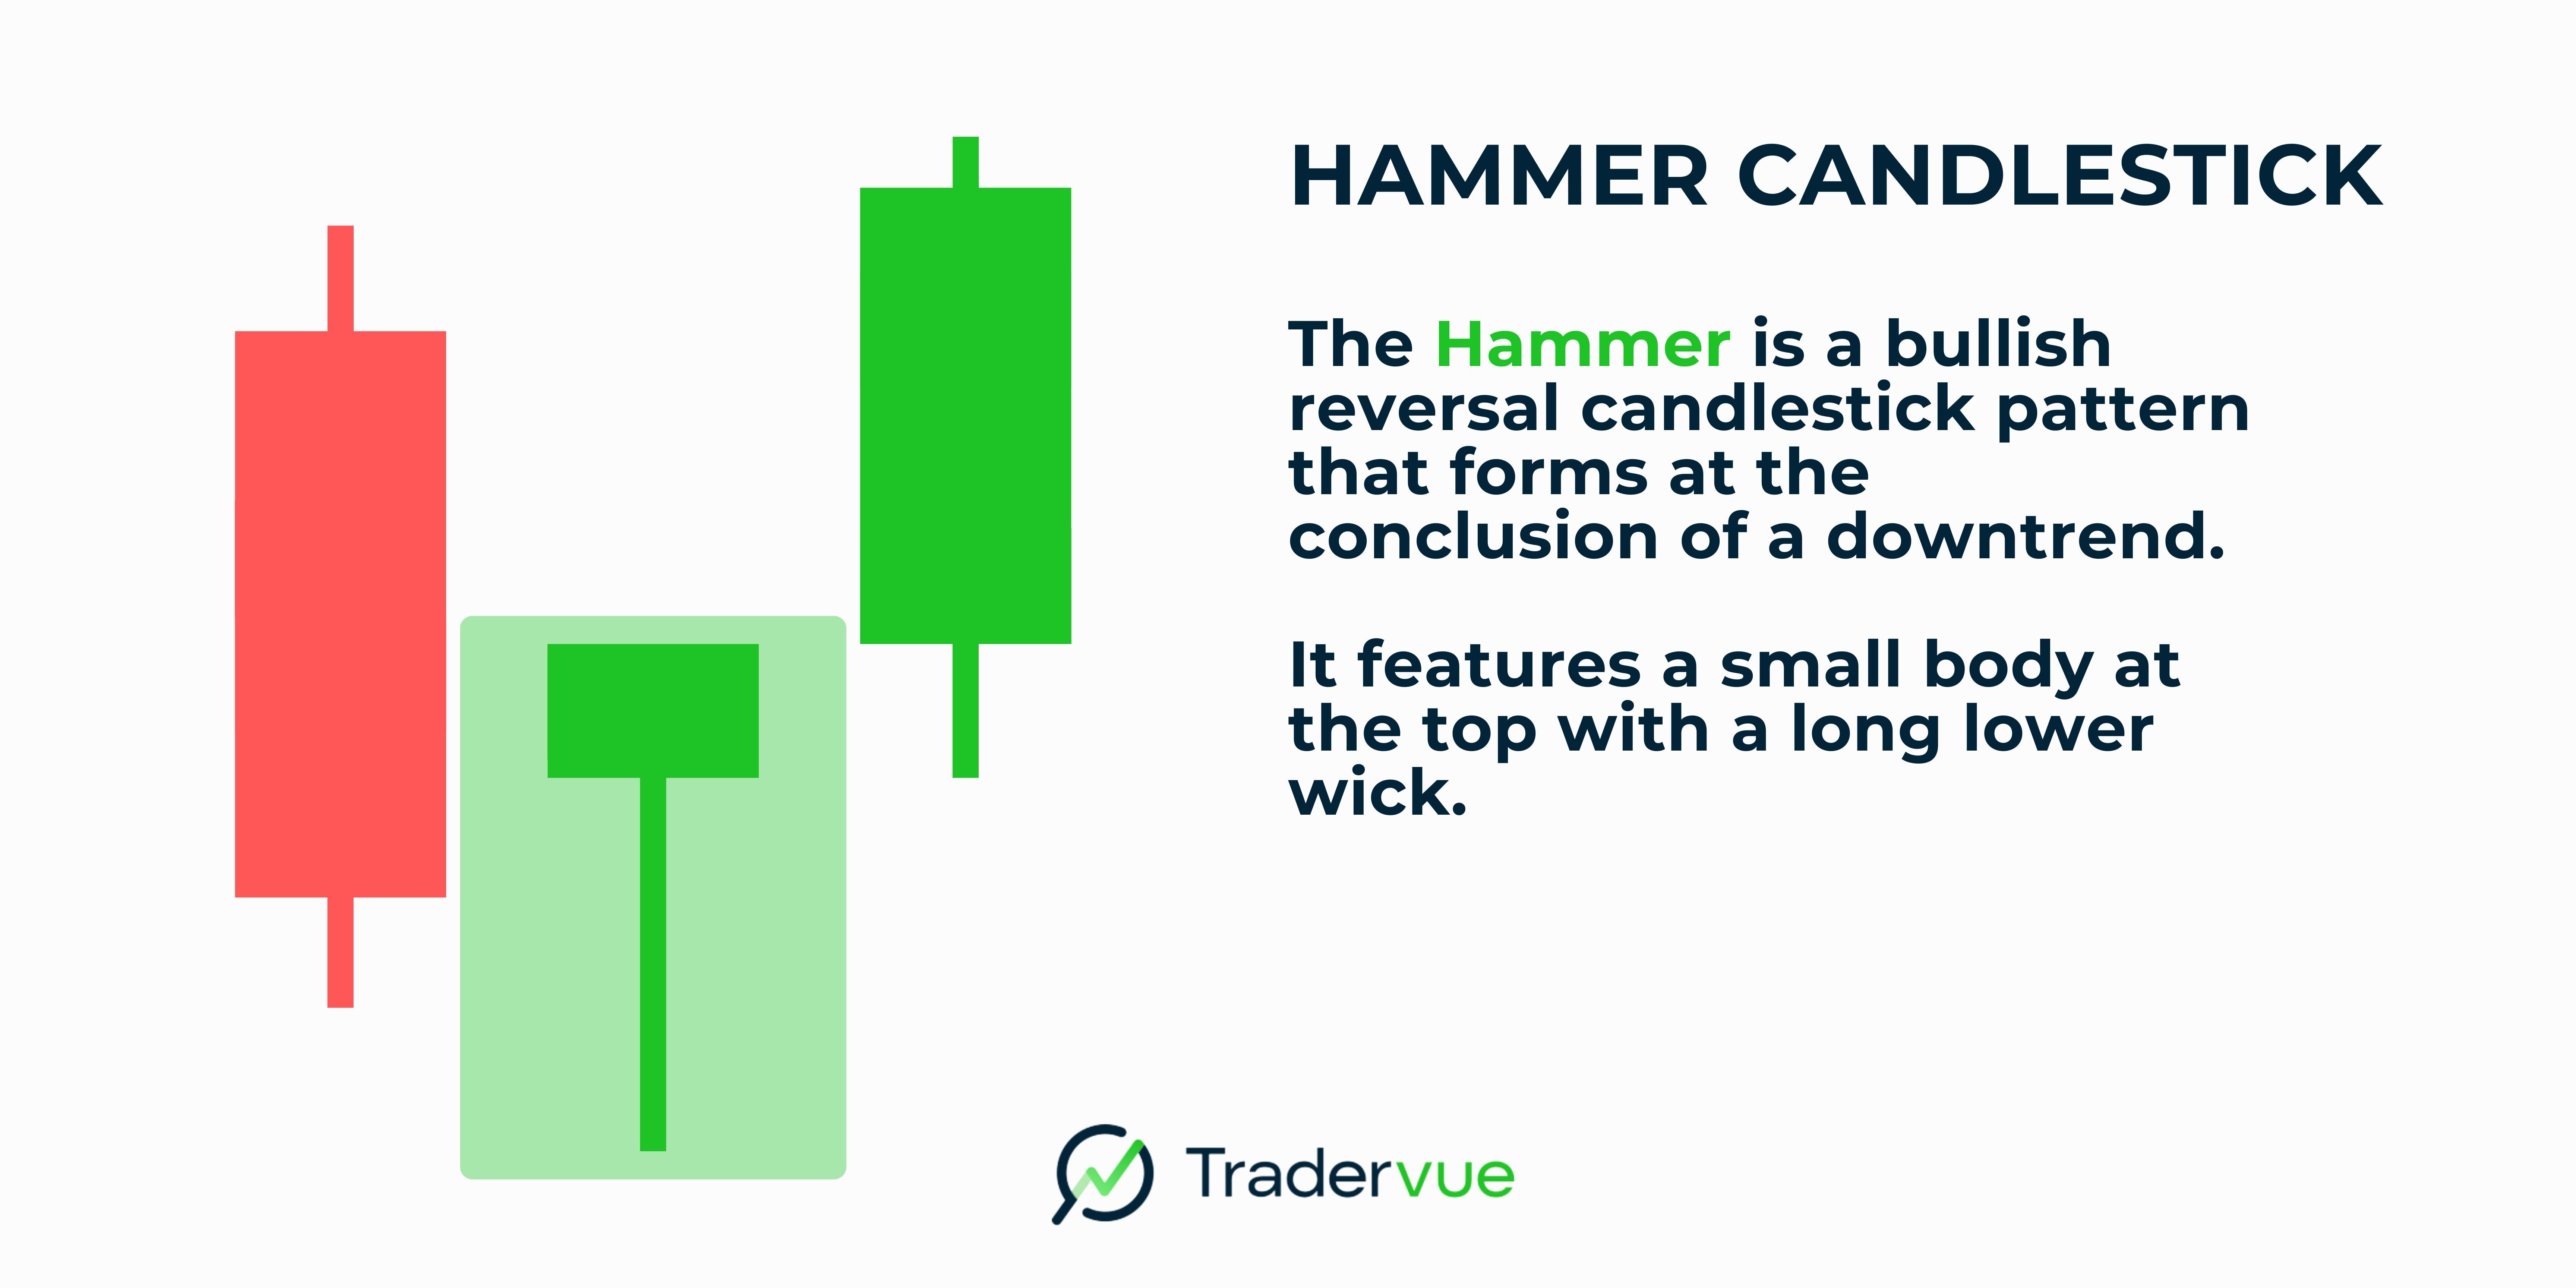 HAMMER CANDLESTICK
The Hammer is a bullish
reversal candlestick pattern
that forms at the
conclusion of a downtrend.
It features a small body at
the top with a long lower
wick.
Tradervue